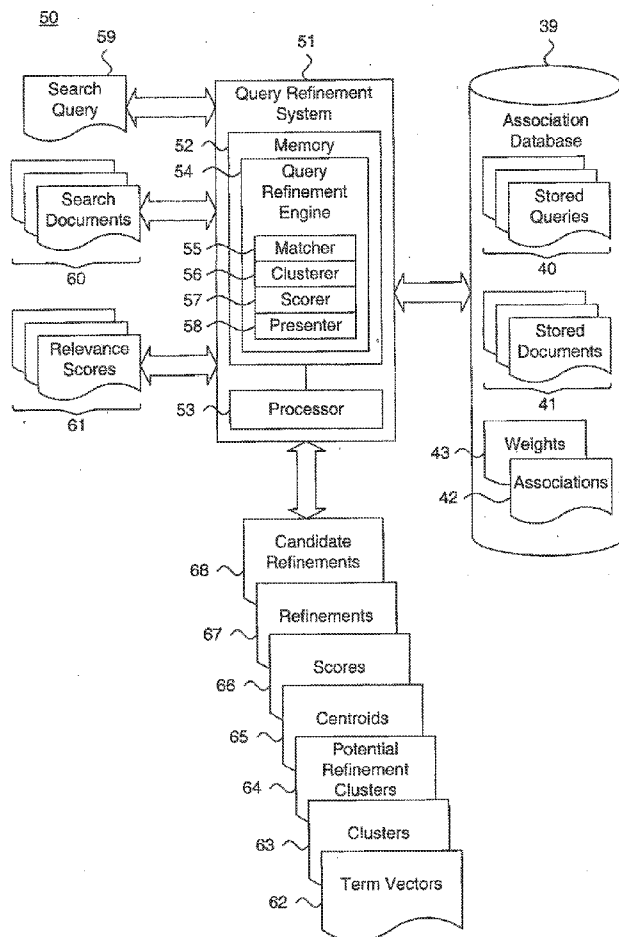 50
59
Search
Query
Search
Documents
60
Relevance
Scores
61
51
Query Refinement
System
52
Memory
54
Query
Refinement
Engine
55
Matcher
56
Clusterer
57
Scorer
58
Presenter
53
Processor
39
Association
Database
Stored
Queries
40
Stored
Documents
41
43
Weights
42
Associations
Candidate
Refinements
68
Refinements
67
Scores
66
Centroids
65
Potential
Refinement
Clusters
64
Clusters
63
Term Vectors
62